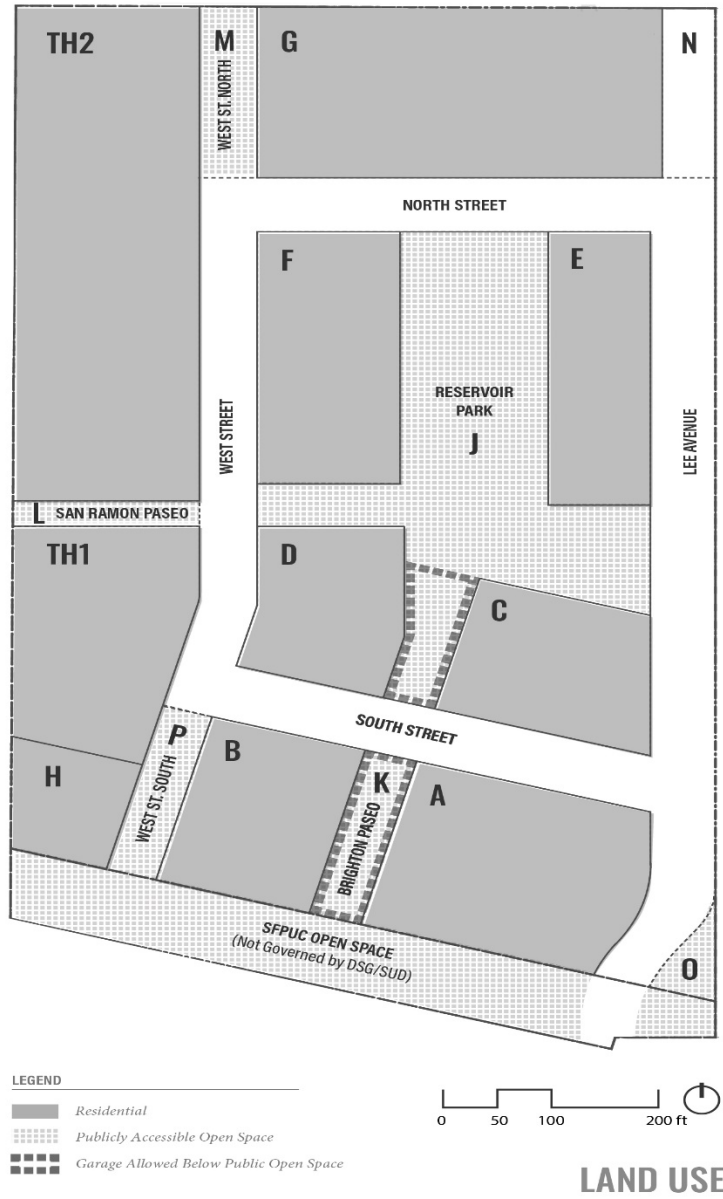 TH2
M
WEST ST. NORTH
G
N
NORTH STREET
F
E
RESERVOIR
PARK
J
WEST STREET
LEE AVENUE
L SAN RAMON PASEO
TH1
D
C
SOUTH STREET
P
WEST ST. SOUTH
B
K
BRIGHTON PASEO
A
H
SFPUC OPEN SPACE
(Not Governed by DSG/SUD)
O
LEGEND
Residential
Publicly Accessible Open Space
Garage Allowed Below Public Open Space
0 50 100 200 ft
LAND USE